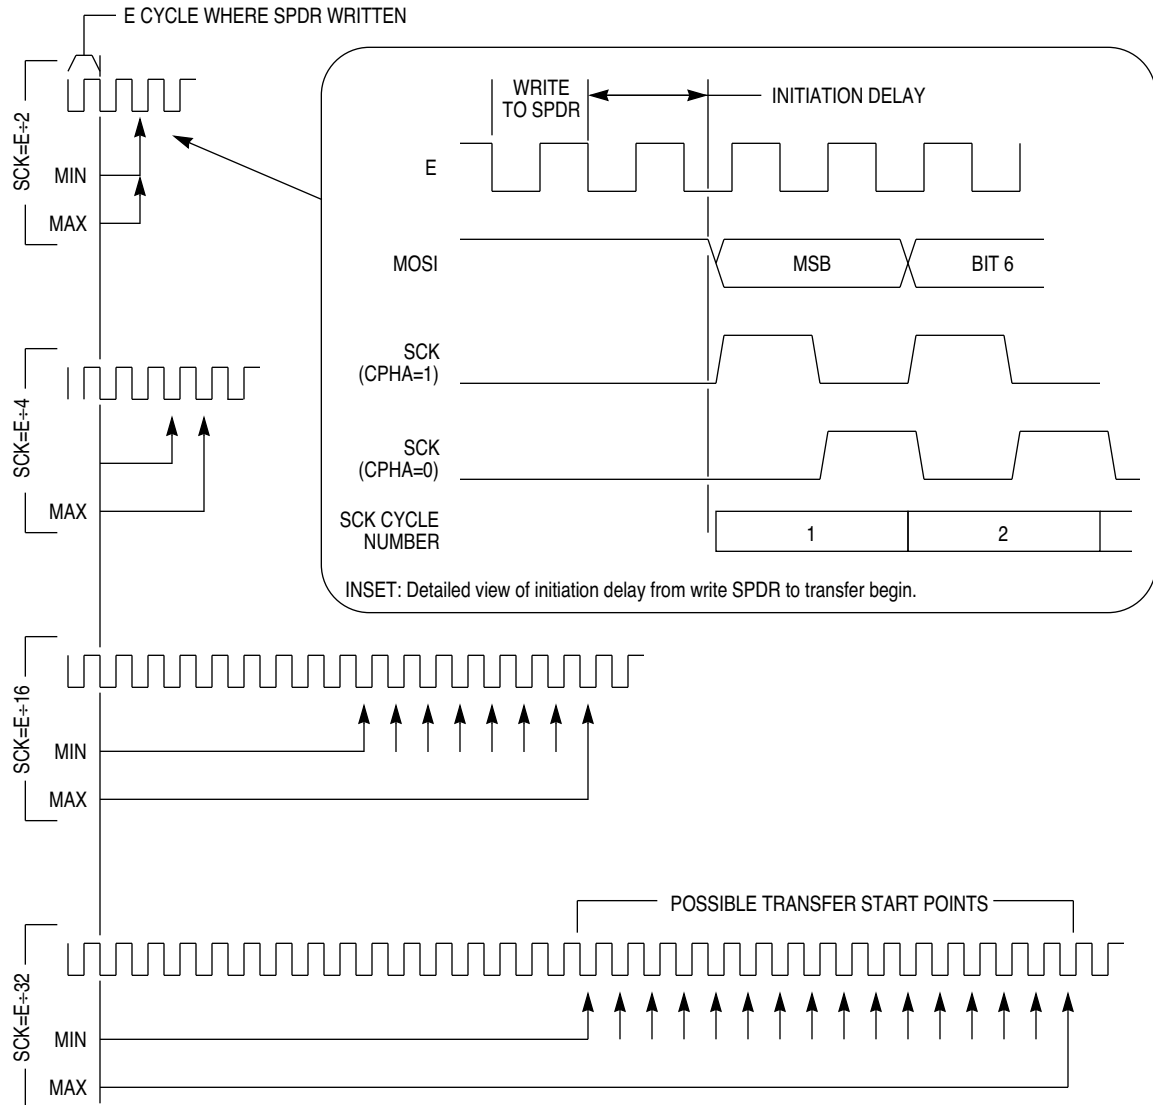 E CYCLE WHERE SPDR WRITTEN
SCK=E÷2
MIN
MAX
WRITE
TO SPDR
INITIATION DELAY
E
MOSI
MSB
BIT 6
SCK
(CPHA=1)
SCK
(CPHA=0)
SCK CYCLE
NUMBER
1
2
INSET: Detailed view of initiation delay from write SPDR to transfer begin.
SCK=E÷4
MAX
SCK=E÷16
MIN
MAX
POSSIBLE TRANSFER START POINTS
SCK=E÷32
MIN
MAX